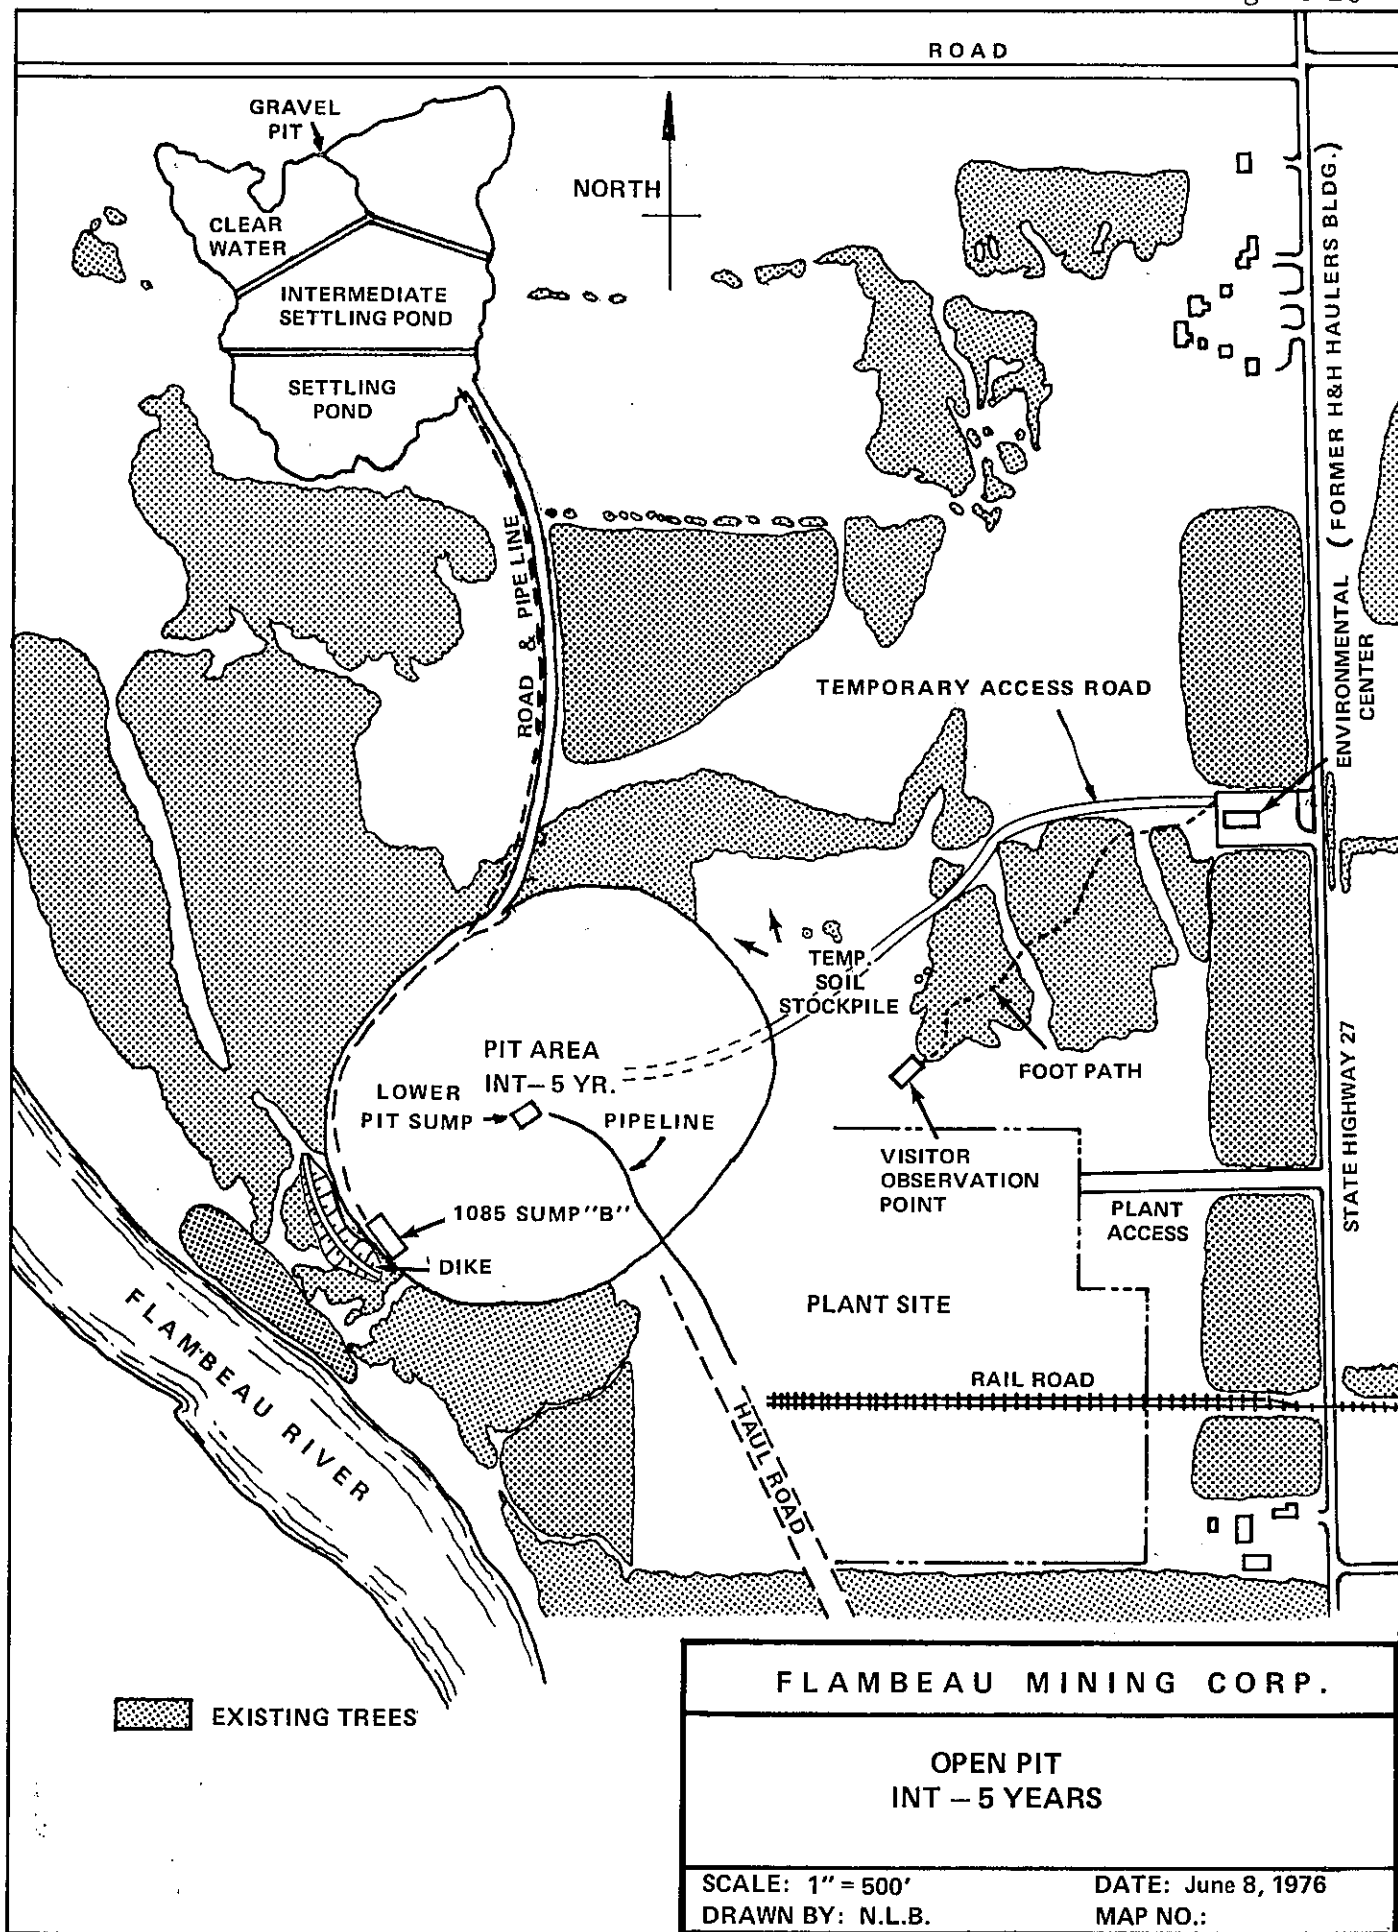 ROAD
GRAVEL
PIT
NORTH
CLEAR
WATER
INTERMEDIATE
SETTLING POND
SETTLING
POND
ROAD & PIPE LINE
(FORMER H&H HAULERS BLDG.)
ENVIRONMENTAL
CENTER
TEMPORARY ACCESS ROAD
TEMP.
SOIL
STOCKPILE
PIT AREA
INT–5 YR.
LOWER
PIT SUMP
PIPELINE
FOOT PATH
VISITOR
OBSERVATION
POINT
PLANT
ACCESS
STATE HIGHWAY 27
1085 SUMP "B"
DIKE
PLANT SITE
FLAMBEAU RIVER
RAIL ROAD
HAUL ROAD
EXISTING TREES
FLAMBEAU MINING CORP.
OPEN PIT
INT – 5 YEARS
SCALE: 1" = 500'
DATE: June 8, 1976
DRAWN BY: N.L.B.
MAP NO.: